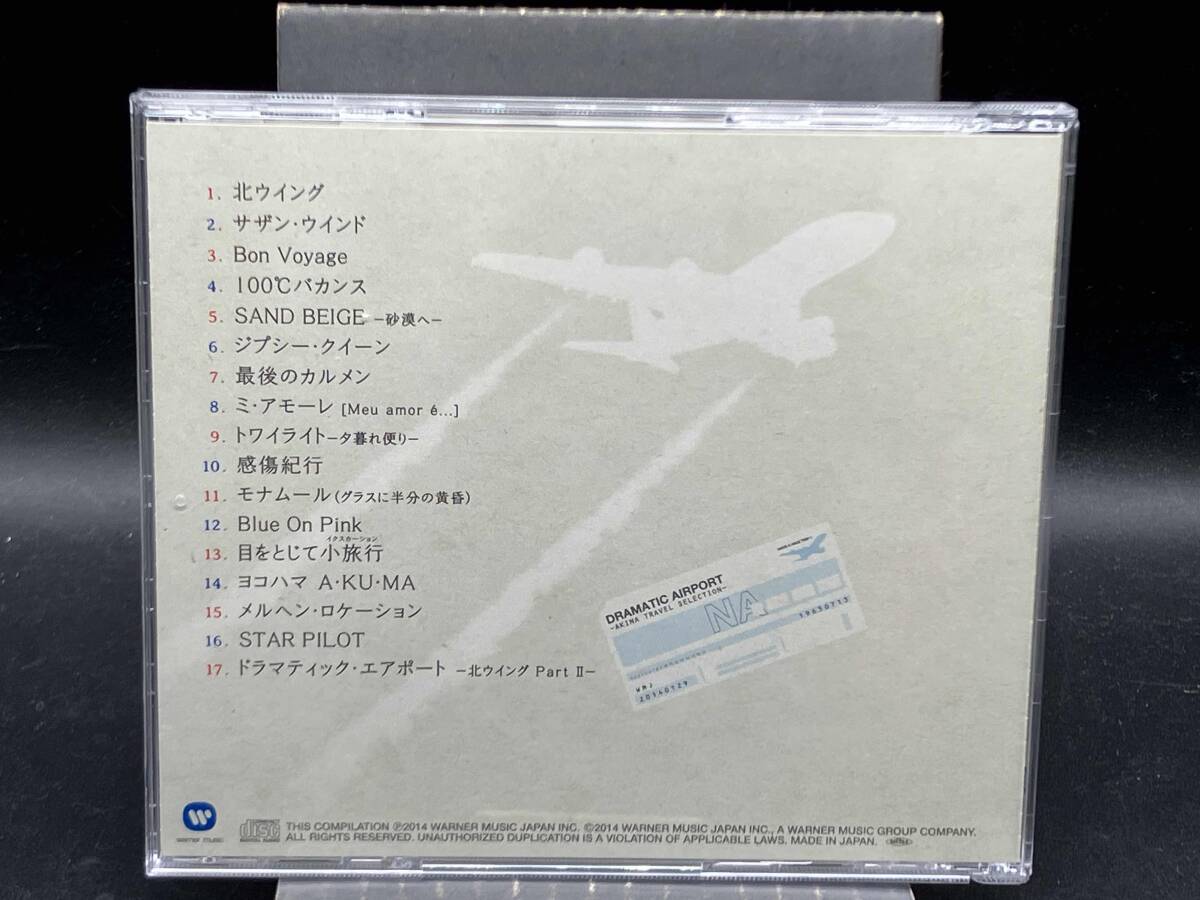 1. 北ウイング
2. サザン・ウインド
3. Bon Voyage
4. 100℃バカンス
5. SAND BEIGE −砂漠へ−
6. ジプシー・クイーン
7. 最後のカルメン
8. ミ・アモーレ [Meu amor é...]
9. トワイライト−夕暮れ便り−
10. 感傷紀行
11. モナムール(グラスに半分の黄昏)
12. Blue On Pink
イクスカーション
13. 目をとじて小旅行
14. ヨコハマ A・KU・MA
15. メルヘン・ロケーション
16. STAR PILOT
17. ドラマティック・エアポート −北ウイング Part II−
DRAMATIC AIRPORT
-AKINA TRAVEL SELECTION-
NA
19650713
WMJ
20140729
warner music
disc
THIS COMPILATION ℗2014 WARNER MUSIC JAPAN INC. ©2014 WARNER MUSIC JAPAN INC., A WARNER MUSIC GROUP COMPANY.
ALL RIGHTS RESERVED. UNAUTHORIZED DUPLICATION IS A VIOLATION OF APPLICABLE LAWS. MADE IN JAPAN.